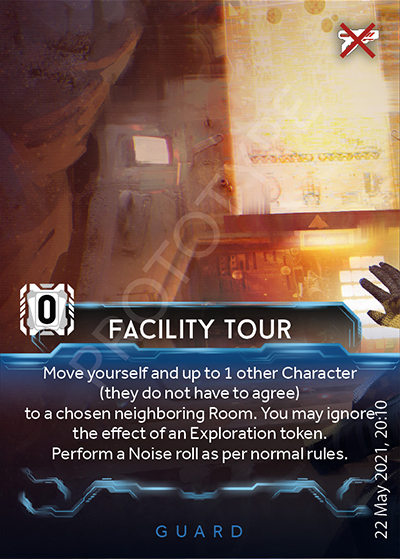 PROTOTYPE
0
FACILITY TOUR
Move yourself and up to 1 other Character
(they do not have to agree)
to a chosen neighboring Room. You may ignore
the effect of an Exploration token.
Perform a Noise roll as per normal rules.
22 May 2021, 20:10
GUARD